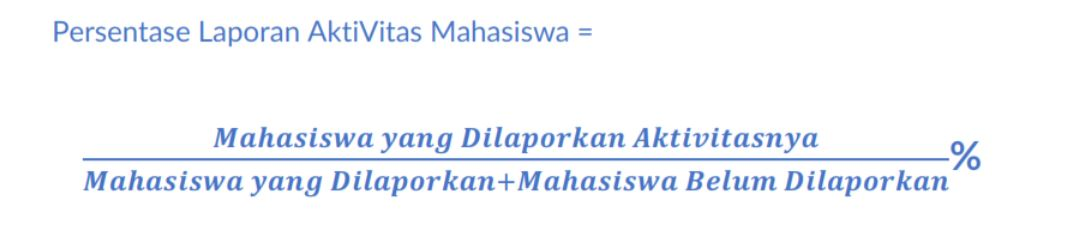 Persentase Laporan AktiVitas Mahasiswa =
Mahasiswa yang Dilaporkan Aktivitasnya
Mahasiswa yang Dilaporkan+Mahasiswa Belum Dilaporkan %